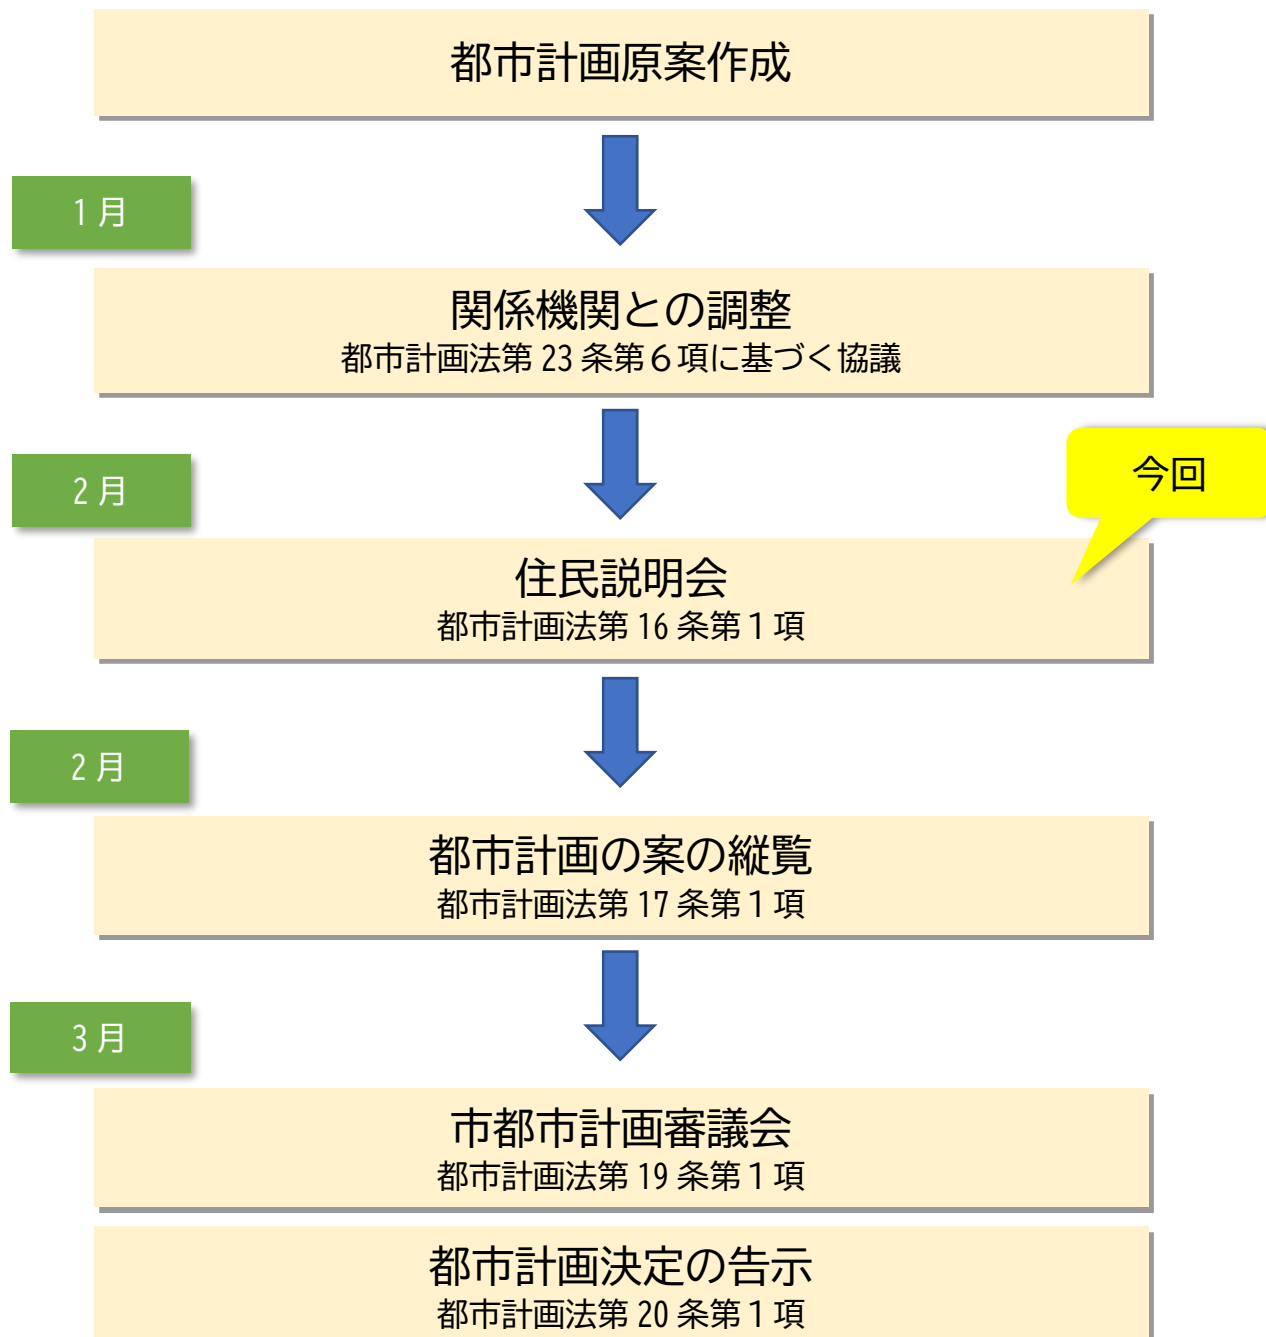 都市計画原案作成
1月
関係機関との調整
都市計画法第23条第6項に基づく協議
2月
今回
住民説明会
都市計画法第16条第1項
2月
都市計画の案の縦覧
都市計画法第17条第1項
3月
市都市計画審議会
都市計画法第19条第1項
都市計画決定の告示
都市計画法第20条第1項